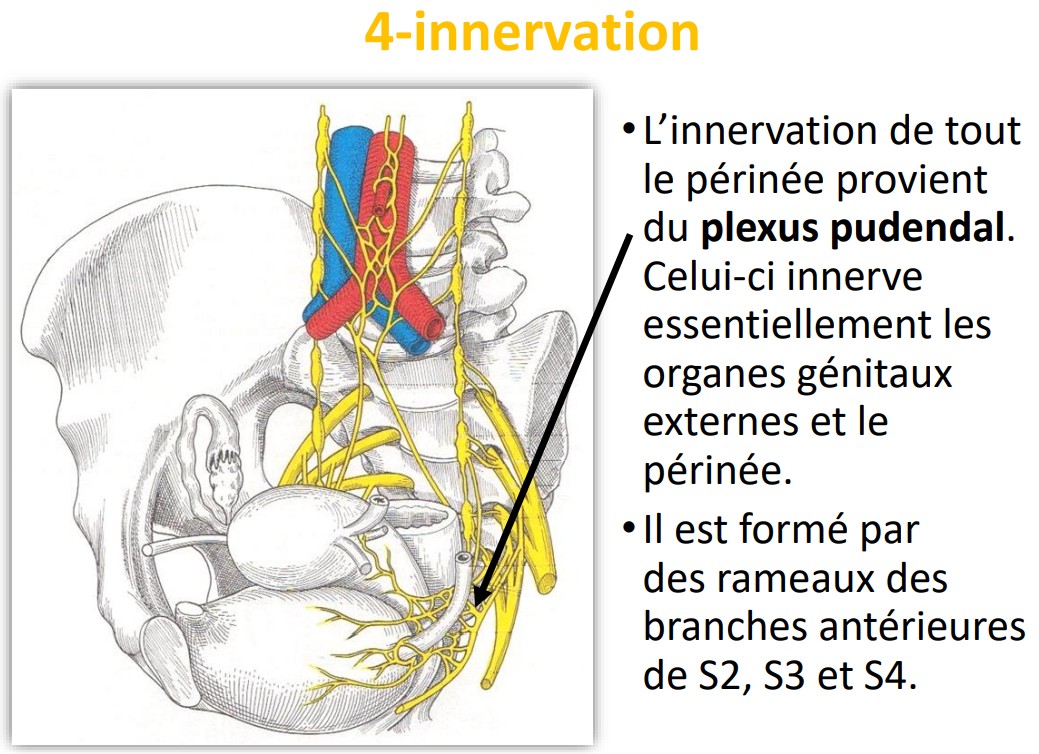 4-innervation
•L’innervation de tout
le périnée provient
du plexus pudendal.
Celui-ci innerve
essentiellement les
organes génitaux
externes et le
périnée.
•Il est formé par
des rameaux des
branches antérieures
de S2, S3 et S4.